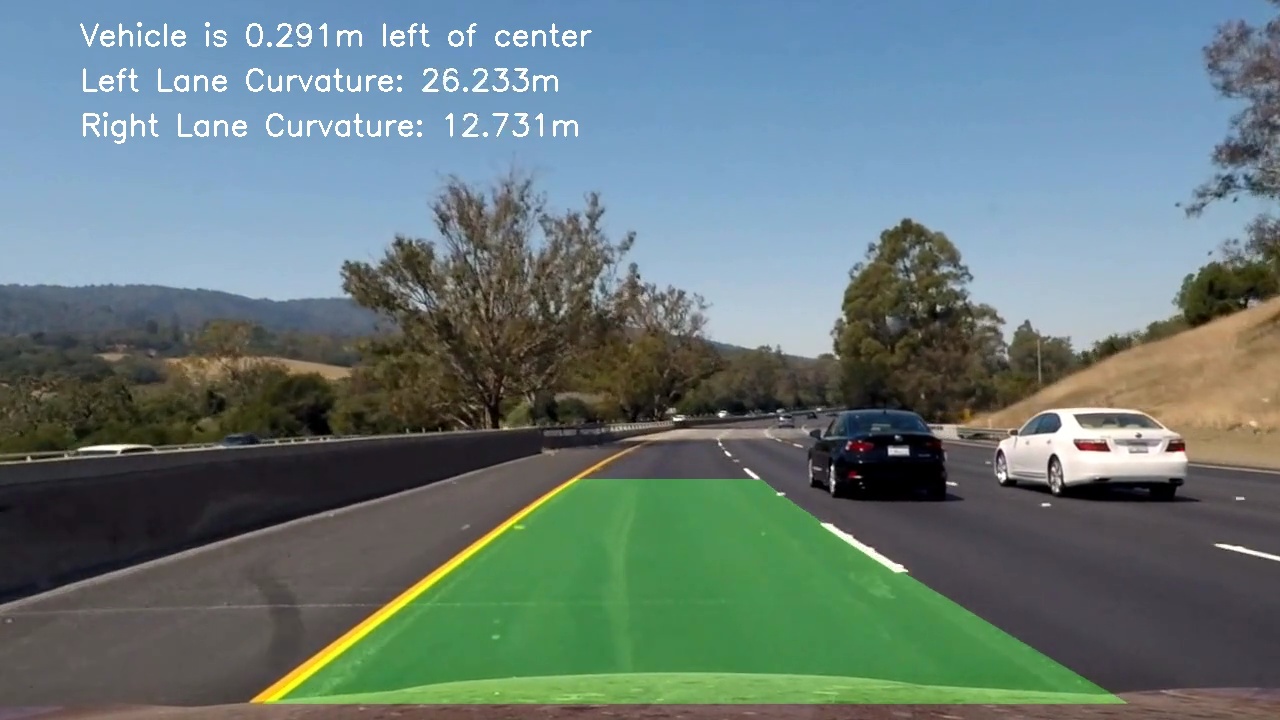 Vehicle is 0.291m left of center
Left Lane Curvature: 26.233m
Right Lane Curvature: 12.731m